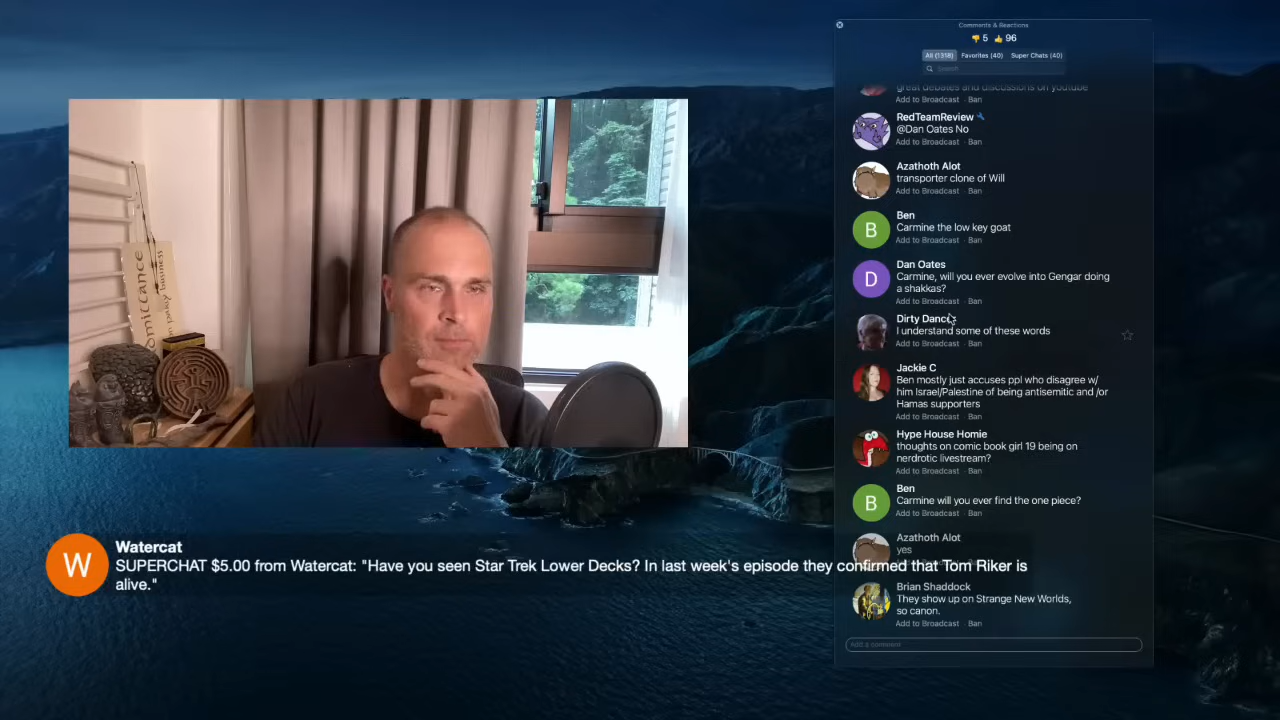 Comments & Reactions
👎 5 👍 96
All (1318) Favorites (40) Super Chats (40)
Search
great debates and discussions on youtube
Add to Broadcast · Ban
RedTeamReview
@Dan Oates No
Add to Broadcast · Ban
Azathoth Alot
transporter clone of Will
Add to Broadcast · Ban
Ben
Carmine the low key goat
Add to Broadcast · Ban
Dan Oates
Carmine, will you ever evolve into Gengar doing
a shakkas?
Add to Broadcast · Ban
Dirty
I understand some of these words
Add to Broadcast · Ban
Jackie C
Ben mostly just accuses ppl who disagree w/
him Israel/Palestine of being antisemitic and /or
Hamas supporters
Add to Broadcast · Ban
Hype House Homie
thoughts on comic book girl 19 being on
nerdrotic livestream?
Add to Broadcast · Ban
B
Ben
Carmine will you ever find the one piece?
Add to Broadcast · Ban
Azathoth Alot
yes
Brian Shaddock
They show up on Strange New Worlds,
so canon.
Add to Broadcast · Ban
Add a comment
B
D
omittance
business
W
Watercat
SUPERCHAT $5.00 from Watercat: "Have you seen Star Trek Lower Decks? In last week's episode they confirmed that Tom Riker is
alive."